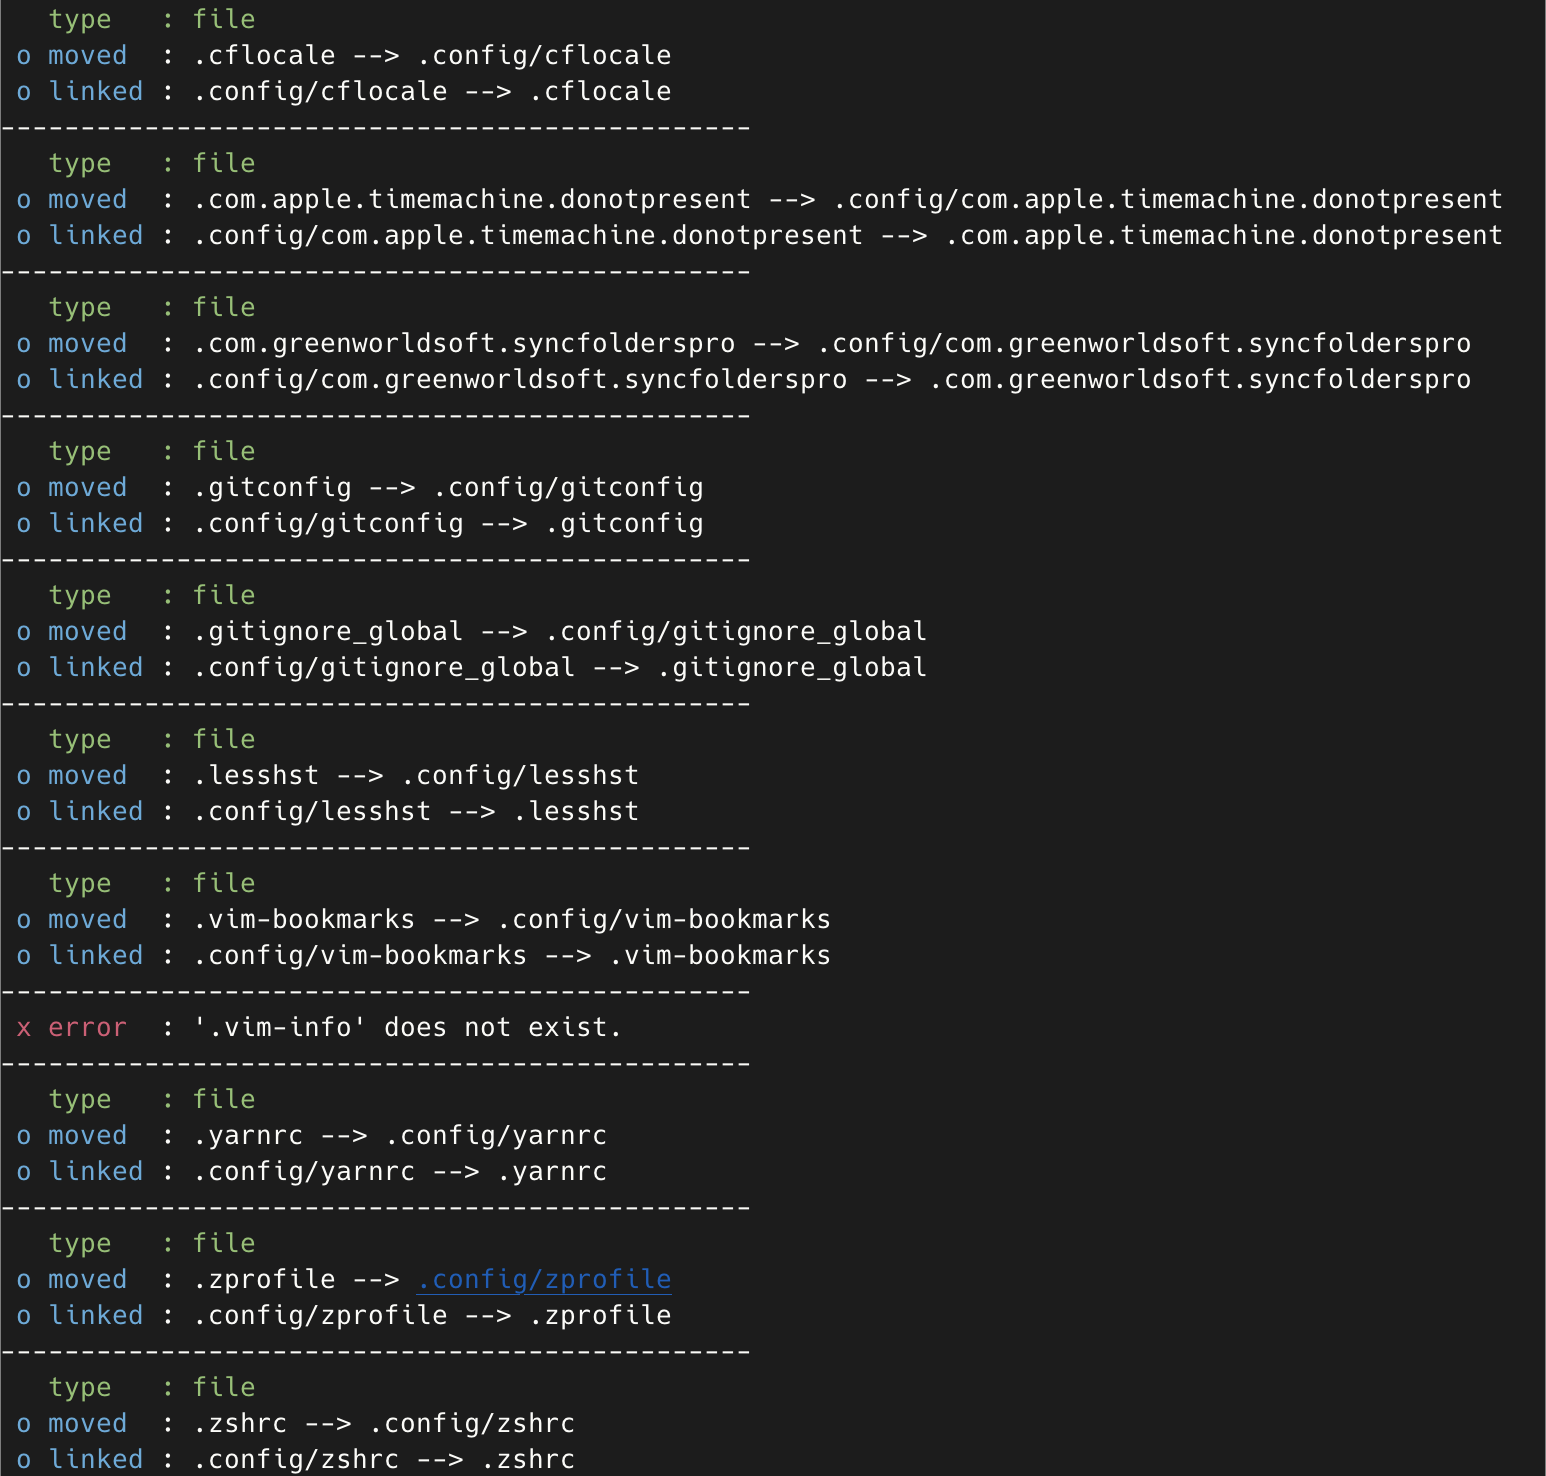 type   : file
o moved  : .cflocale --> .config/cflocale
o linked : .config/cflocale --> .cflocale
-----------------------------------------------
type   : file
o moved  : .com.apple.timemachine.donotpresent --> .config/com.apple.timemachine.donotpresent
o linked : .config/com.apple.timemachine.donotpresent --> .com.apple.timemachine.donotpresent
-----------------------------------------------
type   : file
o moved  : .com.greenworldsoft.syncfolderspro --> .config/com.greenworldsoft.syncfolderspro
o linked : .config/com.greenworldsoft.syncfolderspro --> .com.greenworldsoft.syncfolderspro
-----------------------------------------------
type   : file
o moved  : .gitconfig --> .config/gitconfig
o linked : .config/gitconfig --> .gitconfig
-----------------------------------------------
type   : file
o moved  : .gitignore_global --> .config/gitignore_global
o linked : .config/gitignore_global --> .gitignore_global
-----------------------------------------------
type   : file
o moved  : .lesshst --> .config/lesshst
o linked : .config/lesshst --> .lesshst
-----------------------------------------------
type   : file
o moved  : .vim-bookmarks --> .config/vim-bookmarks
o linked : .config/vim-bookmarks --> .vim-bookmarks
-----------------------------------------------
x error  : '.vim-info' does not exist.
-----------------------------------------------
type   : file
o moved  : .yarnrc --> .config/yarnrc
o linked : .config/yarnrc --> .yarnrc
-----------------------------------------------
type   : file
o moved  : .zprofile --> .config/zprofile
o linked : .config/zprofile --> .zprofile
-----------------------------------------------
type   : file
o moved  : .zshrc --> .config/zshrc
o linked : .config/zshrc --> .zshrc